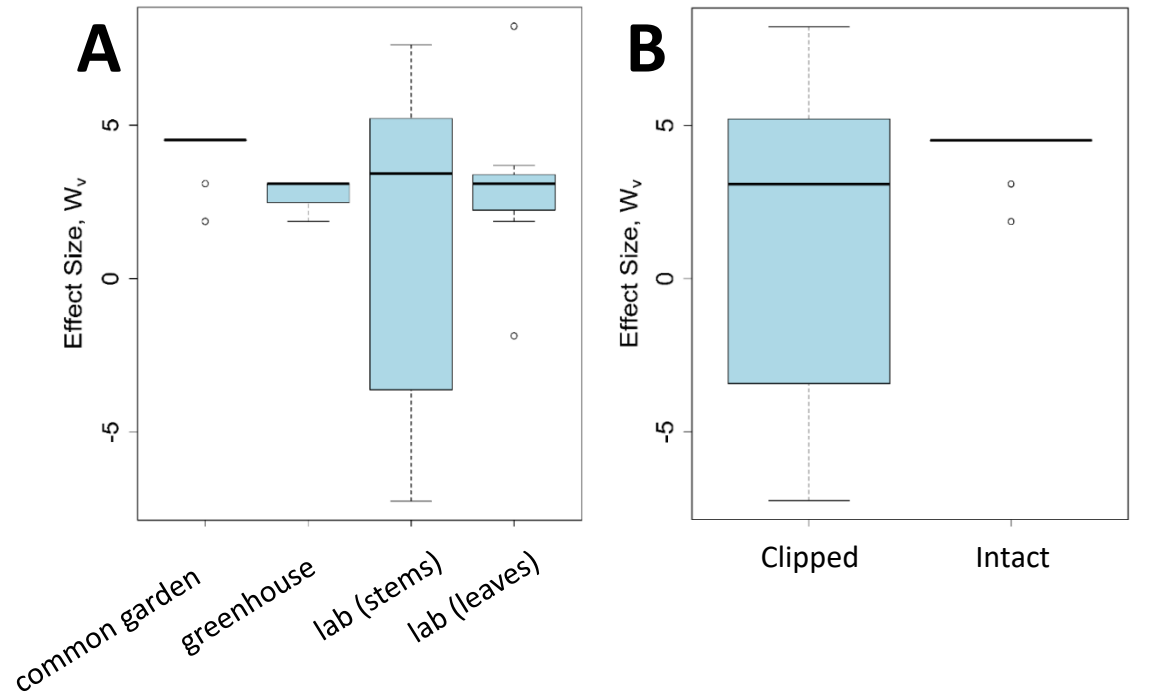 A
B
Effect Size, Wv
5
0
-5
common garden
greenhouse
lab (stems)
lab (leaves)
Effect Size, Wv
5
0
-5
Clipped
Intact